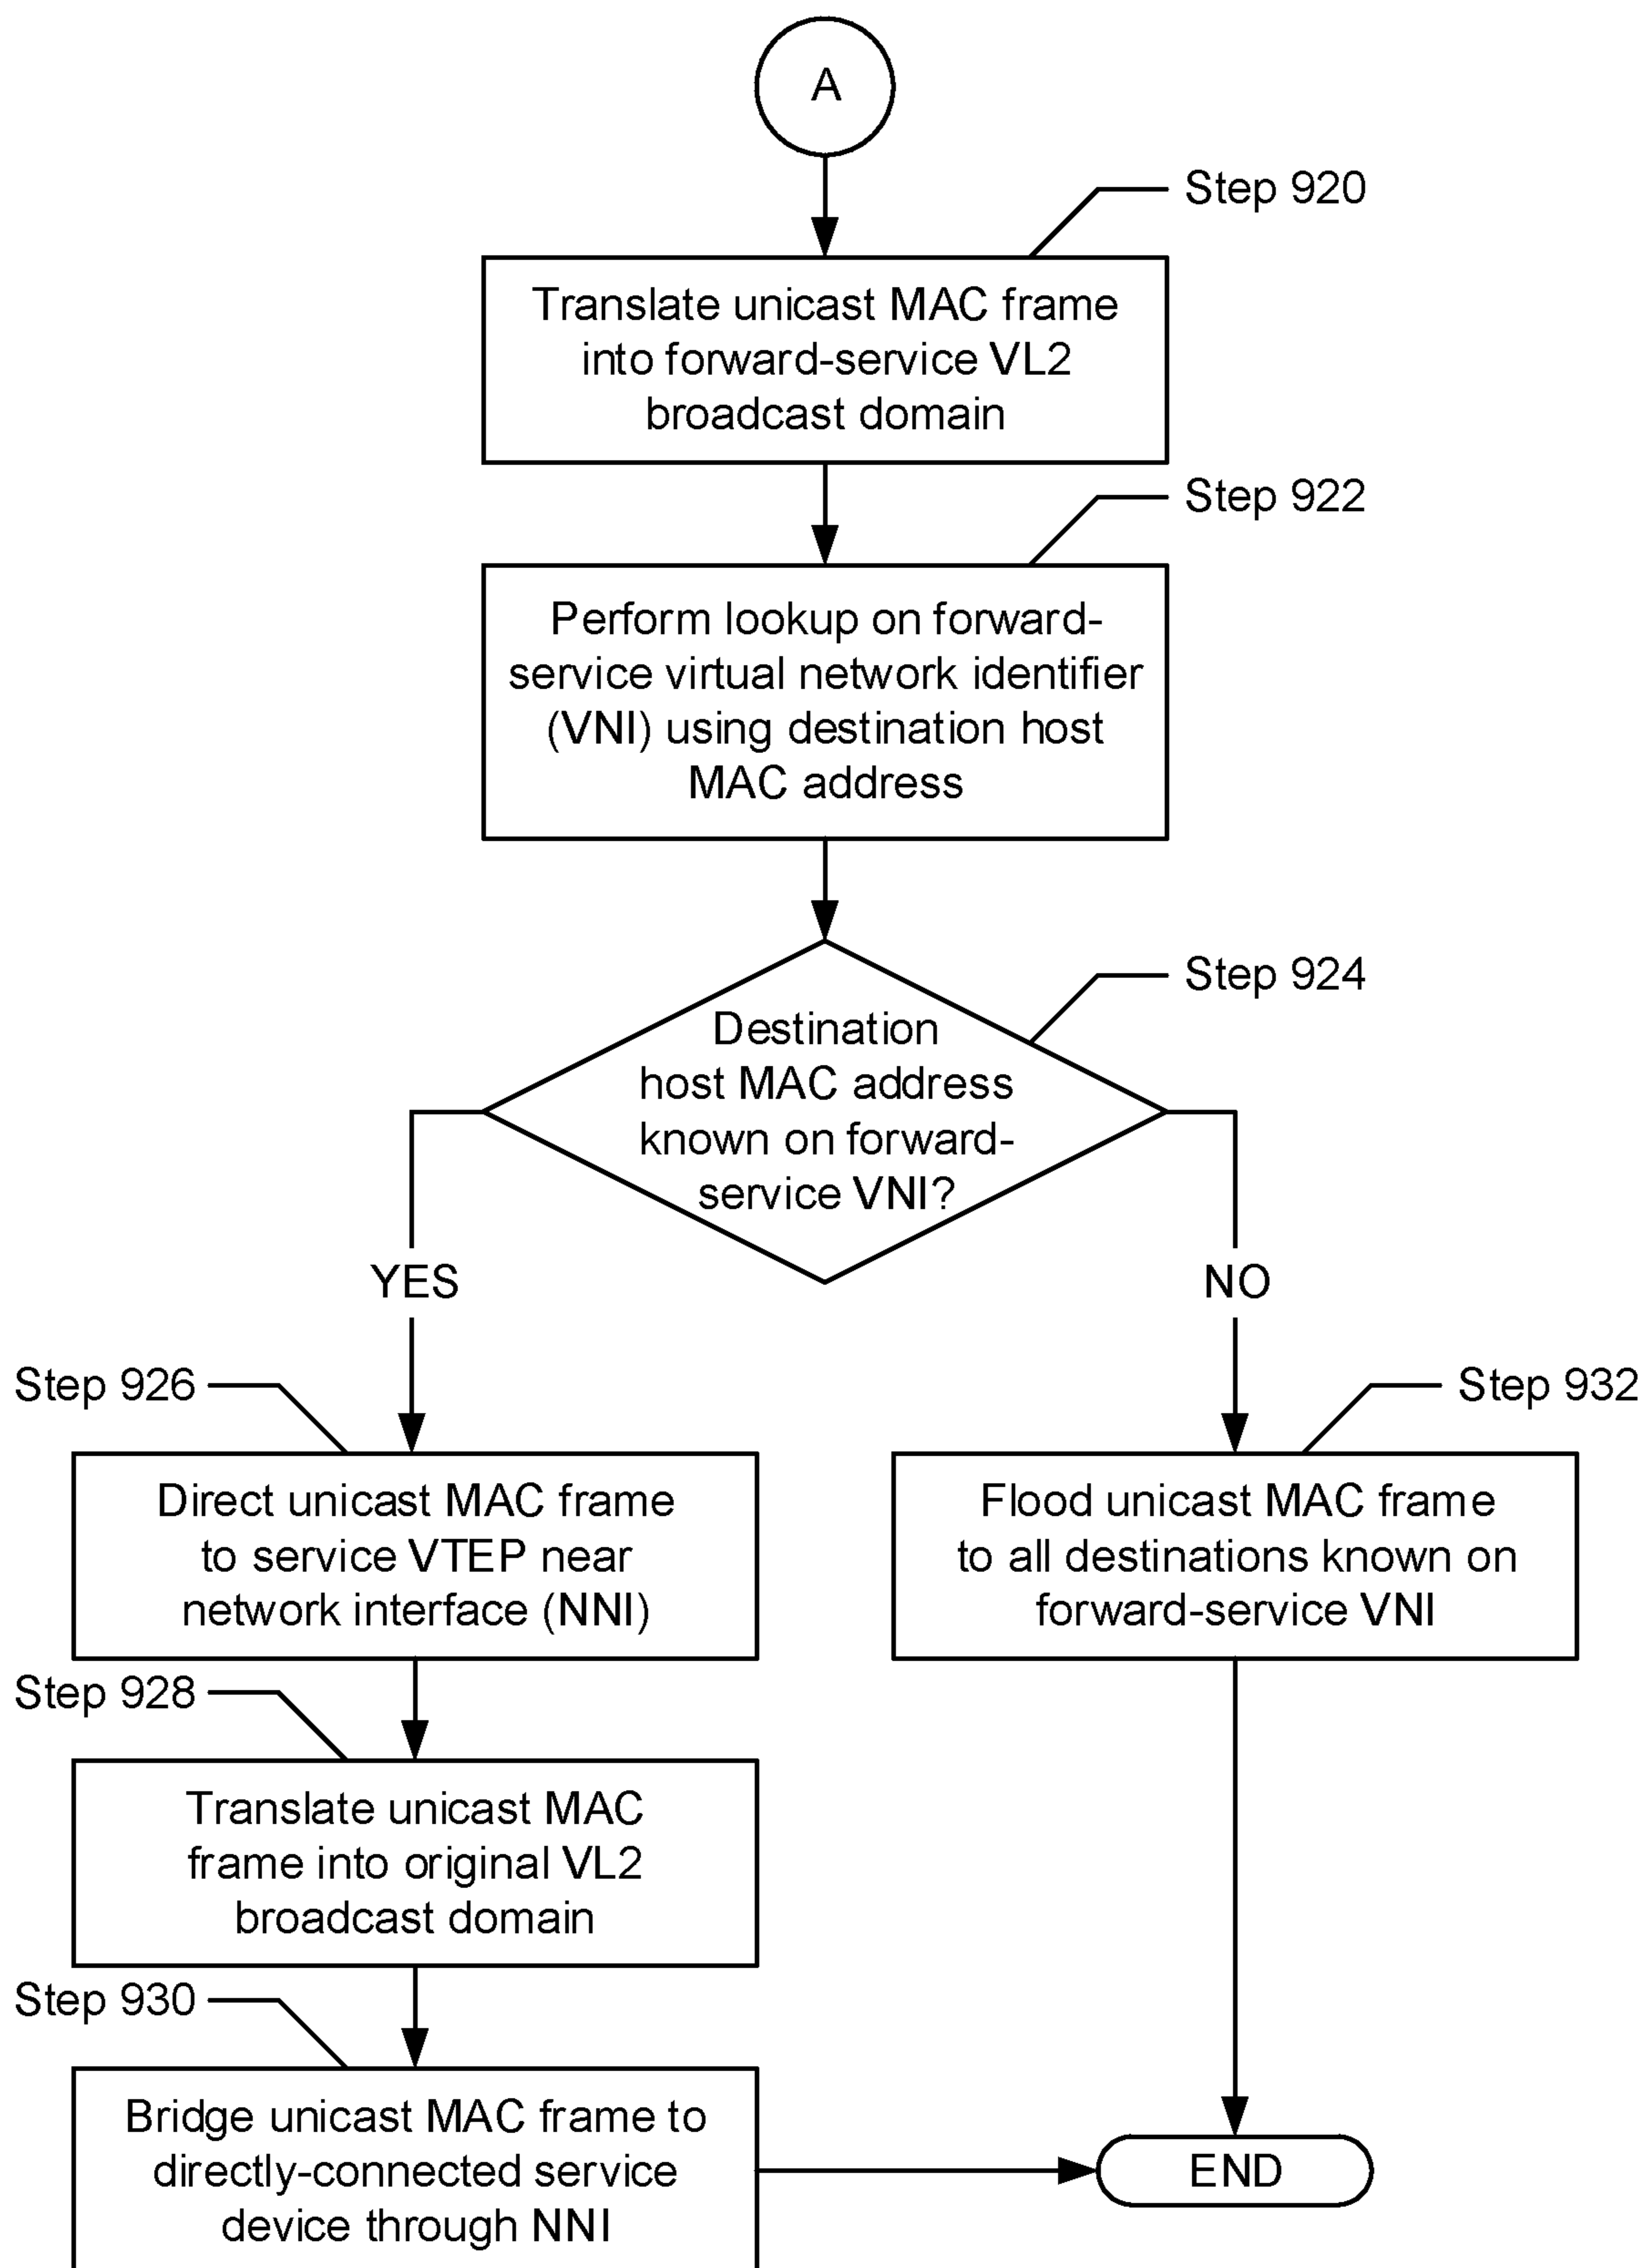 A
Step 920
Translate unicast MAC frame
into forward-service VL2
broadcast domain
Step 922
Perform lookup on forward-
service virtual network identifier
(VNI) using destination host
MAC address
Step 924
Destination
host MAC address
known on forward-
service VNI?
YES
NO
Step 926
Direct unicast MAC frame
to service VTEP near
network interface (NNI)
Step 932
Flood unicast MAC frame
to all destinations known on
forward-service VNI
Step 928
Translate unicast MAC
frame into original VL2
broadcast domain
Step 930
Bridge unicast MAC frame to
directly-connected service
device through NNI
END